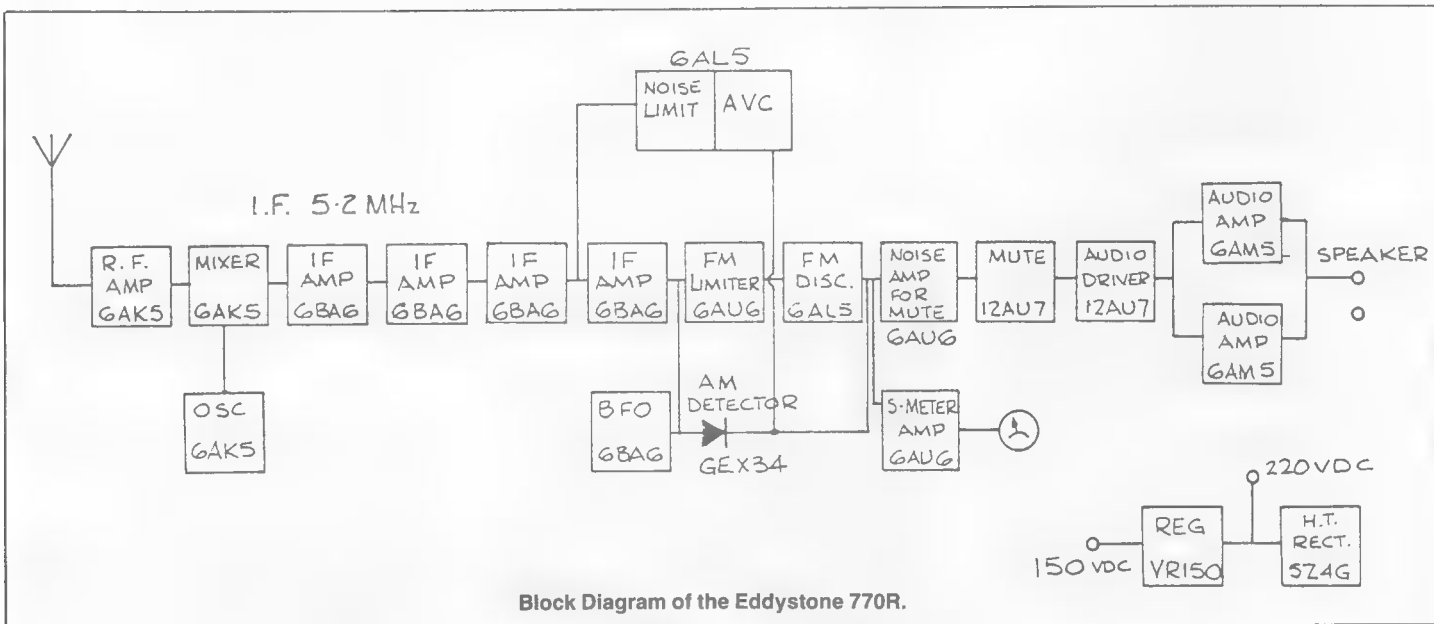 6AL5
NOISE
LIMIT
AVC
I.F. 5·2 MHz
R.F.
AMP
6AK5
MIXER
6AK5
IF
AMP
6BA6
IF
AMP
6BA6
IF
AMP
6BA6
IF
AMP
6BA6
FM
LIMITER
6AU6
FM
DISC.
6AL5
NOISE
AMP
FOR
MUTE
6AU6
MUTE
12AU7
AUDIO
DRIVER
12AU7
AUDIO
AMP
6AM5
AUDIO
AMP
6AM5
SPEAKER
OSC
6AK5
BFO
6BA6
AM
DETECTOR
GEX34
S-METER
AMP
6AU6
220VDC
150 VDC
REG
VR150
H.T.
RECT.
5Z4G
Block Diagram of the Eddystone 770R.